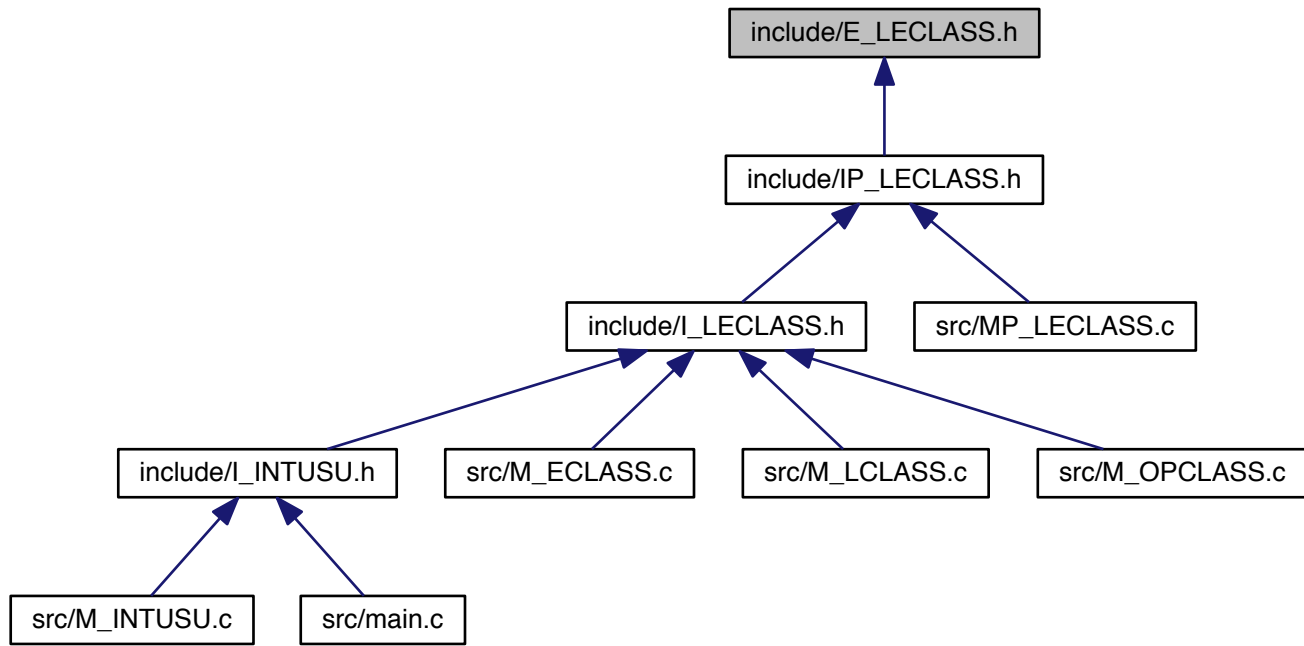 include/E_LECLASS.h
include/IP_LECLASS.h
include/I_LECLASS.h
src/MP_LECLASS.c
include/I_INTUSU.h
src/M_ECLASS.c
src/M_LCLASS.c
src/M_OPCLASS.c
src/M_INTUSU.c
src/main.c